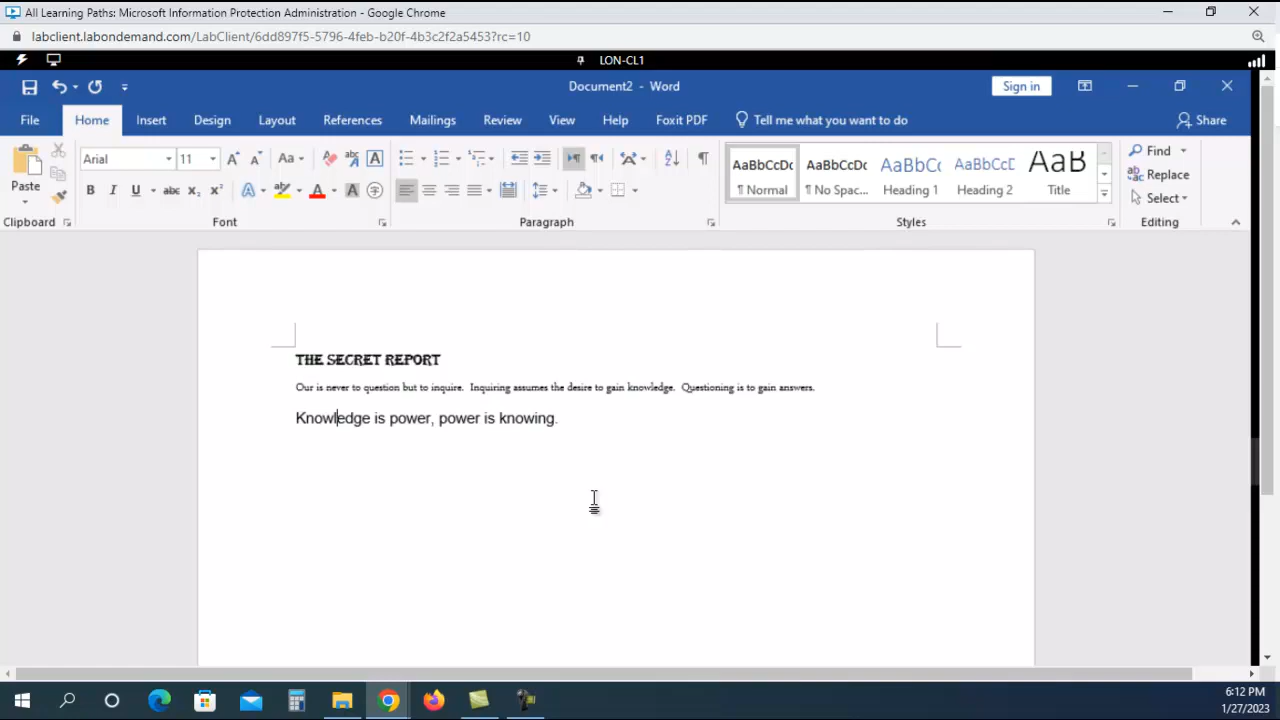 All Learning Paths: Microsoft Information Protection Administration - Google Chrome
labclient.labondemand.com/LabClient/6dd897f5-5796-4feb-b20f-4b3c2f2a5453?rc=10
LON-CL1
Document2 - Word
Sign in
File Home Insert Design Layout References Mailings Review View Help Foxit PDF Tell me what you want to do Share
Paste
Arial 11
AaBbCcDc AaBbCcDc AaBbC( AaBbCcE AaB
¶ Normal ¶ No Spac... Heading 1 Heading 2 Title
Find
Replace
Select
Clipboard Font Paragraph Styles Editing
THE SECRET REPORT
Our is never to question but to inquire. Inquiring assumes the desire to gain knowledge. Questioning is to gain answers.
Knowledge is power, power is knowing.
6:12 PM
1/27/2023